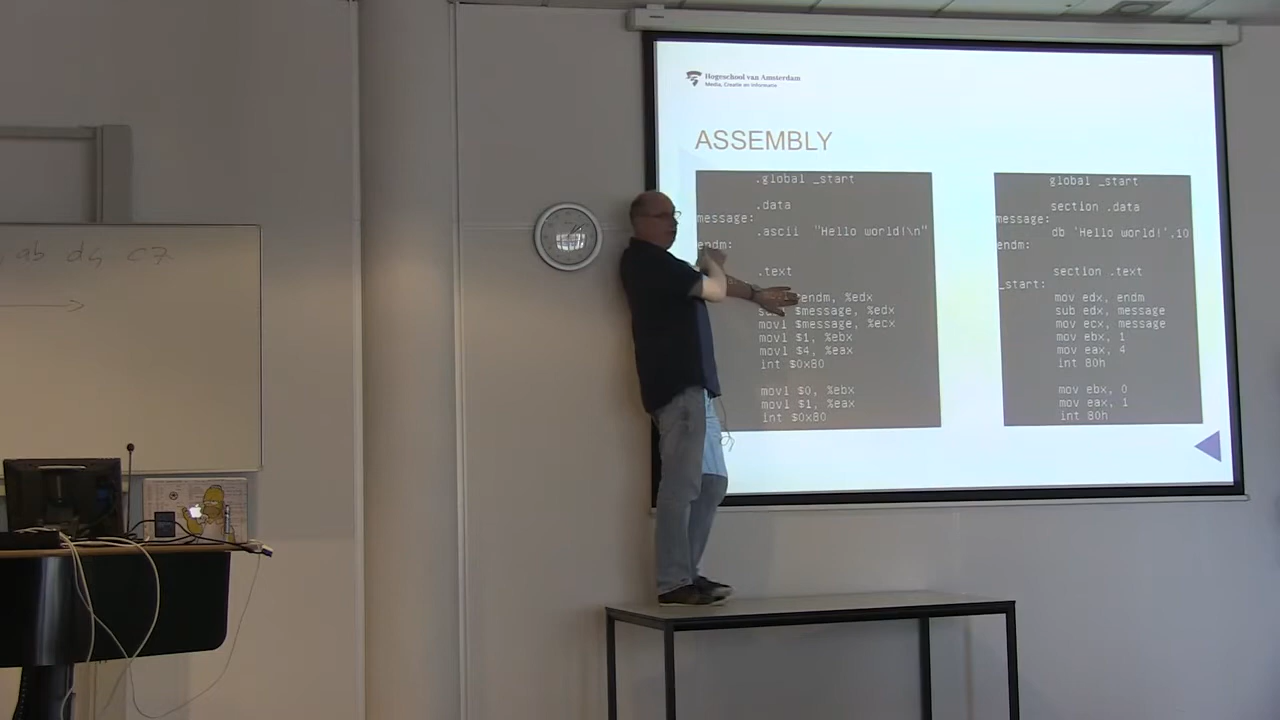 ab d4 c7
Hogeschool van Amsterdam
Media, Creatie en Informatie
ASSEMBLY
.global _start
.data
message:
.ascii "Hello world!\n"
endm:
.text
endm, %edx
$message, %edx
movl $message, %ecx
movl $1, %ebx
movl $4, %eax
int $0x80
movl $0, %ebx
movl $1, %eax
int $0x80
global _start
section .data
message:
db 'Hello world!',10
endm:
section .text
_start:
mov edx, endm
sub edx, message
mov ecx, message
mov ebx, 1
mov eax, 4
int 80h
mov ebx, 0
mov eax, 1
int 80h